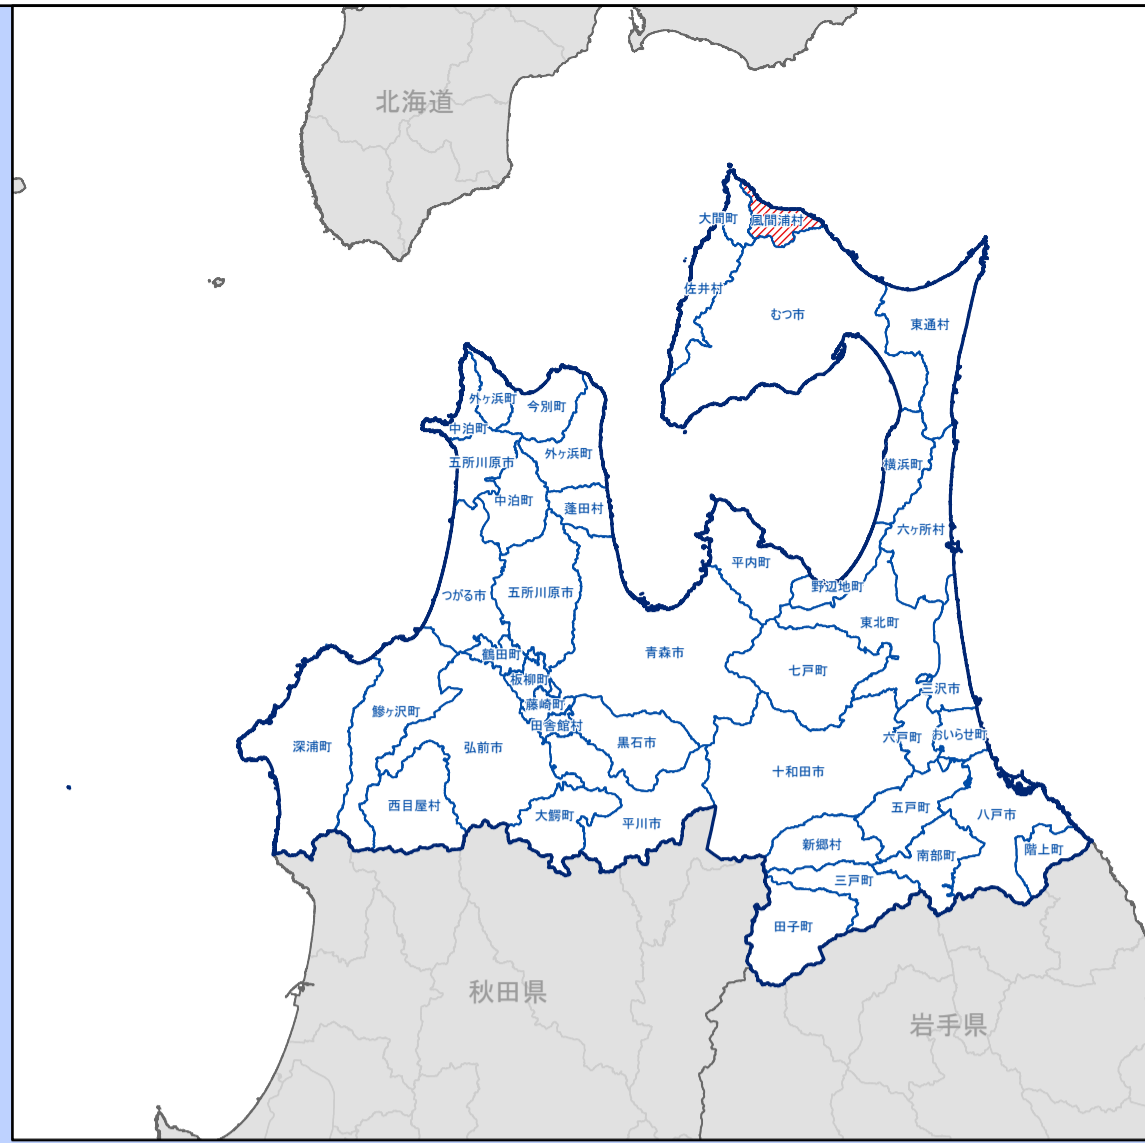 北海道
大間町
風間浦村
佐井村
むつ市
東通村
外ヶ浜町
今別町
中泊町
外ヶ浜町
五所川原市
横浜町
中泊町
蓬田村
六ヶ所村
平内町
野辺地町
つがる市
五所川原市
東北町
青森市
鶴田町
七戸町
板柳町
三沢市
藤崎町
鰺ヶ沢町
田舎館村
おいらせ町
六戸町
黒石市
深浦町
弘前市
十和田市
西目屋村
五戸町
八戸市
大鰐町
平川市
新郷村
階上町
南部町
三戸町
田子町
秋田県
岩手県